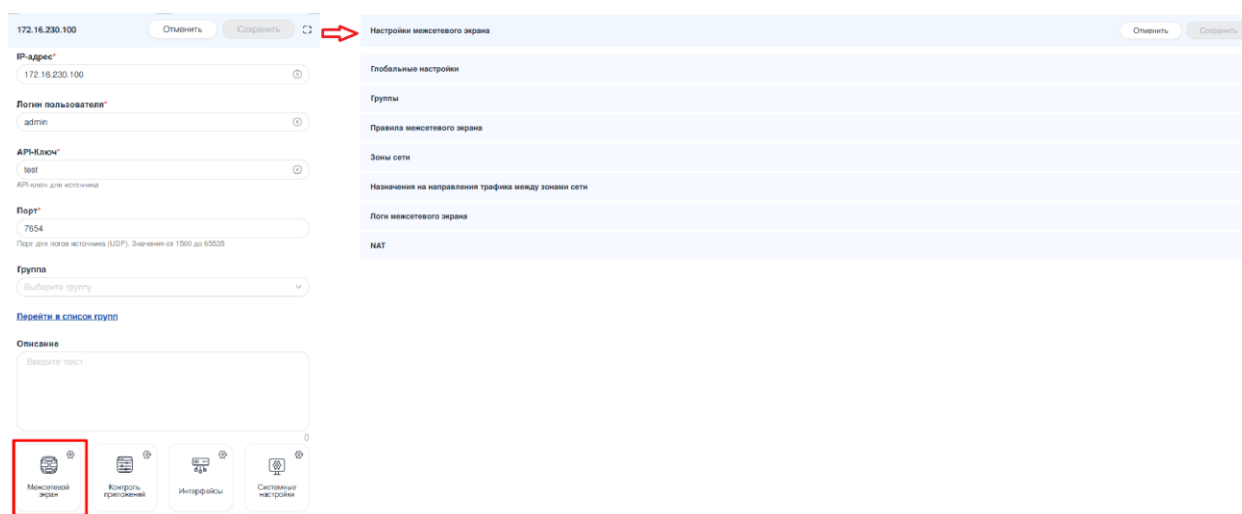 172.16.230.100
Отменить
Сохранить
IP-адрес*
172.16.230.100
Логин пользователя*
admin
API-Ключ*
test
API-ключ для источника
Порт*
7654
Порт для логов источника (UDP). Значения от 1500 до 65535
Группа
Выберите группу
Перейти в список групп
Описание
Введите текст
0
Межсетевой
экран
Контроль
приложений
Интерфейсы
Системные
настройки
Настройки межсетевого экрана
Отменить
Сохранить
Глобальные настройки
Группы
Правила межсетевого экрана
Зоны сети
Назначения на направления трафика между зонами сети
Логи межсетевого экрана
NAT